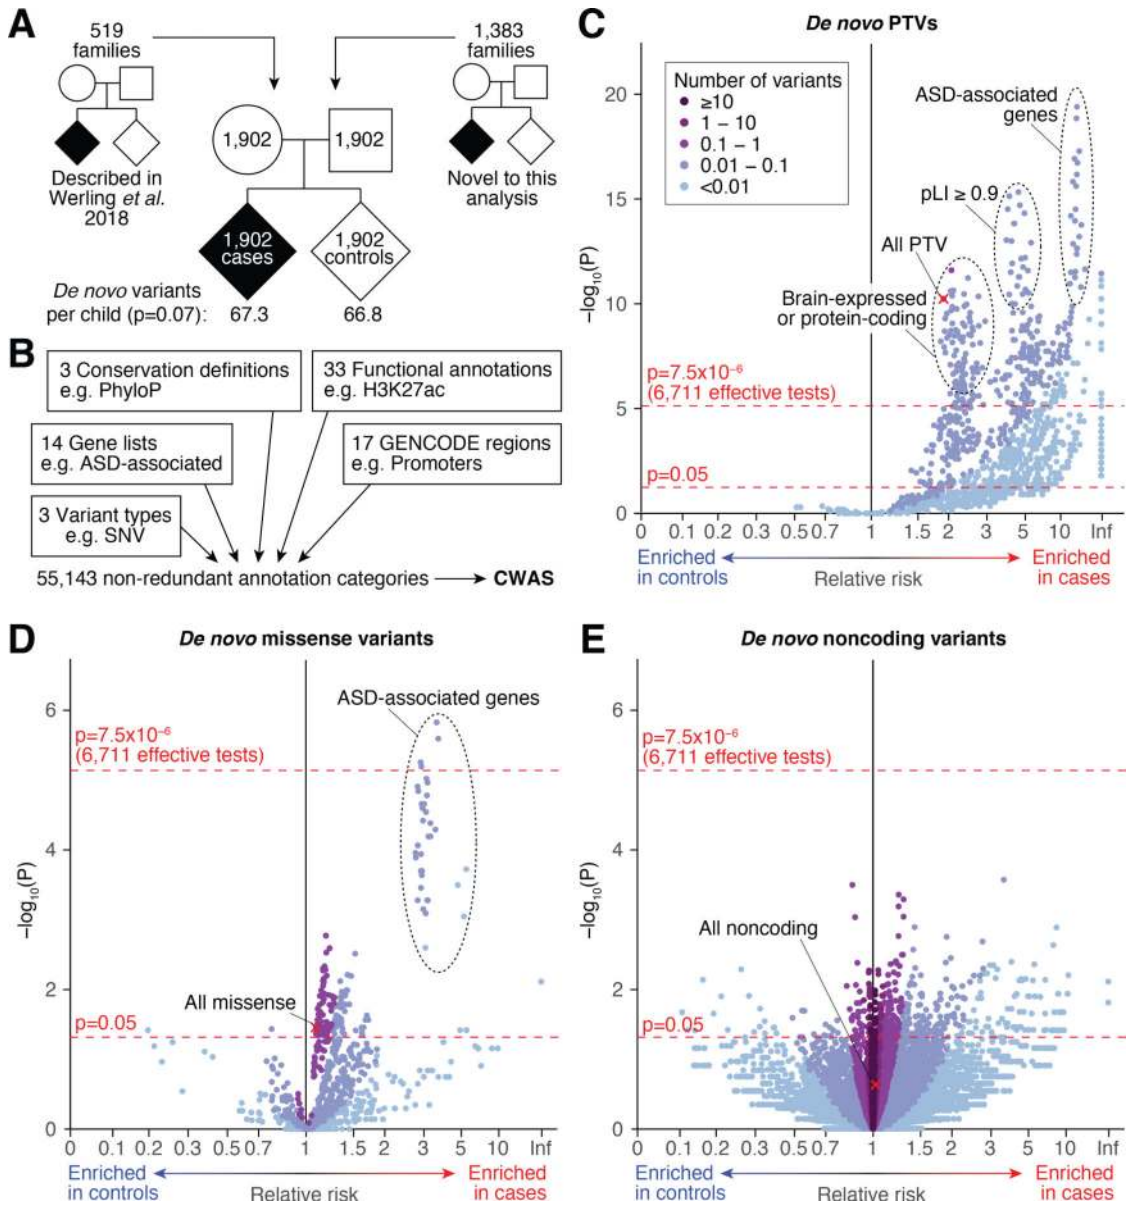 A
519
families
1,383
families
1,902
1,902
Described in
Werling et al.
2018
Novel to this
analysis
1,902
cases
1,902
controls
De novo variants
per child (p=0.07):
67.3
66.8
B
3 Conservation definitions
e.g. PhyloP
33 Functional annotations
e.g. H3K27ac
14 Gene lists
e.g. ASD-associated
17 GENCODE regions
e.g. Promoters
3 Variant types
e.g. SNV
55,143 non-redundant annotation categories
CWAS
C
De novo PTVs
Number of variants
≥10
1 – 10
0.1 – 1
0.01 – 0.1
<0.01
ASD-associated
genes
pLI ≥ 0.9
All PTV
Brain-expressed
or protein-coding
p=7.5x10⁻⁶
(6,711 effective tests)
p=0.05
–log₁₀(P)
20
15
10
5
0
0 0.1 0.2 0.3 0.5 0.7 1 1.5 2 3 5 10 Inf
Enriched
in controls
Relative risk
Enriched
in cases
D
De novo missense variants
ASD-associated genes
p=7.5x10⁻⁶
(6,711 effective tests)
All missense
p=0.05
–log₁₀(P)
6
4
2
0
0 0.1 0.2 0.3 0.5 0.7 1 1.5 3 5 10 Inf
Enriched
in controls
Relative risk
Enriched
in cases
E
De novo noncoding variants
p=7.5x10⁻⁶
(6,711 effective tests)
All noncoding
p=0.05
–log₁₀(P)
6
4
2
0
0 0.1 0.2 0.3 0.5 0.7 1 1.5 2 3 5 10 Inf
Enriched
in controls
Relative risk
Enriched
in cases